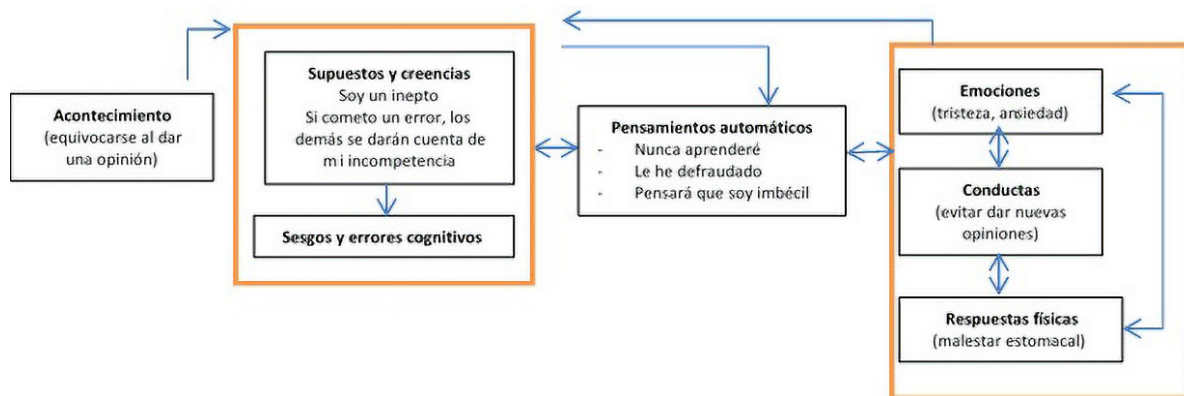 Acontecimiento
(equivocarse al dar
una opinión)
Supuestos y creencias
Soy un inepto
Si cometo un error, los
demás se darán cuenta de
mi incompetencia
Sesgos y errores cognitivos
Pensamientos automáticos
- Nunca aprenderé
- Le he defraudado
- Pensará que soy imbécil
Emociones
(tristeza, ansiedad)
Conductas
(evitar dar nuevas
opiniones)
Respuestas físicas
(malestar estomacal)